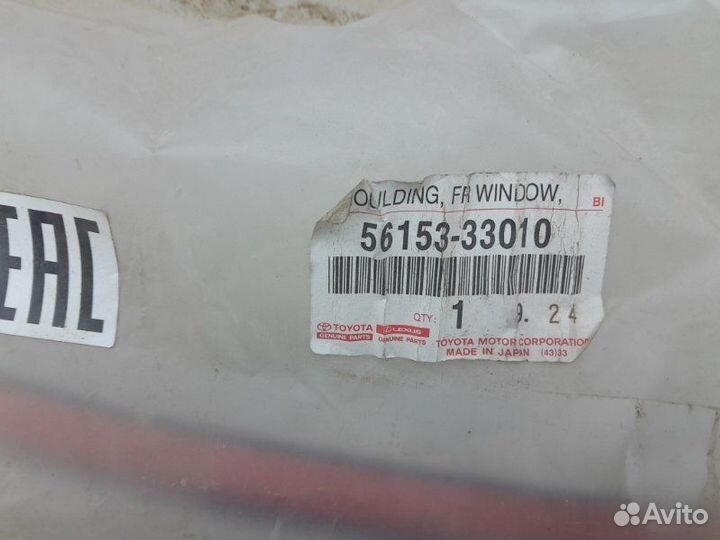 EAC
OULDING, FR WINDOW,
BI
56153-33010
QTY: 1 9. 24
TOYOTA
GENUINE PARTS
LEXUS
GENUINE PARTS
TOYOTA MOTOR CORPORATION
MADE IN JAPAN (43)33
Avito